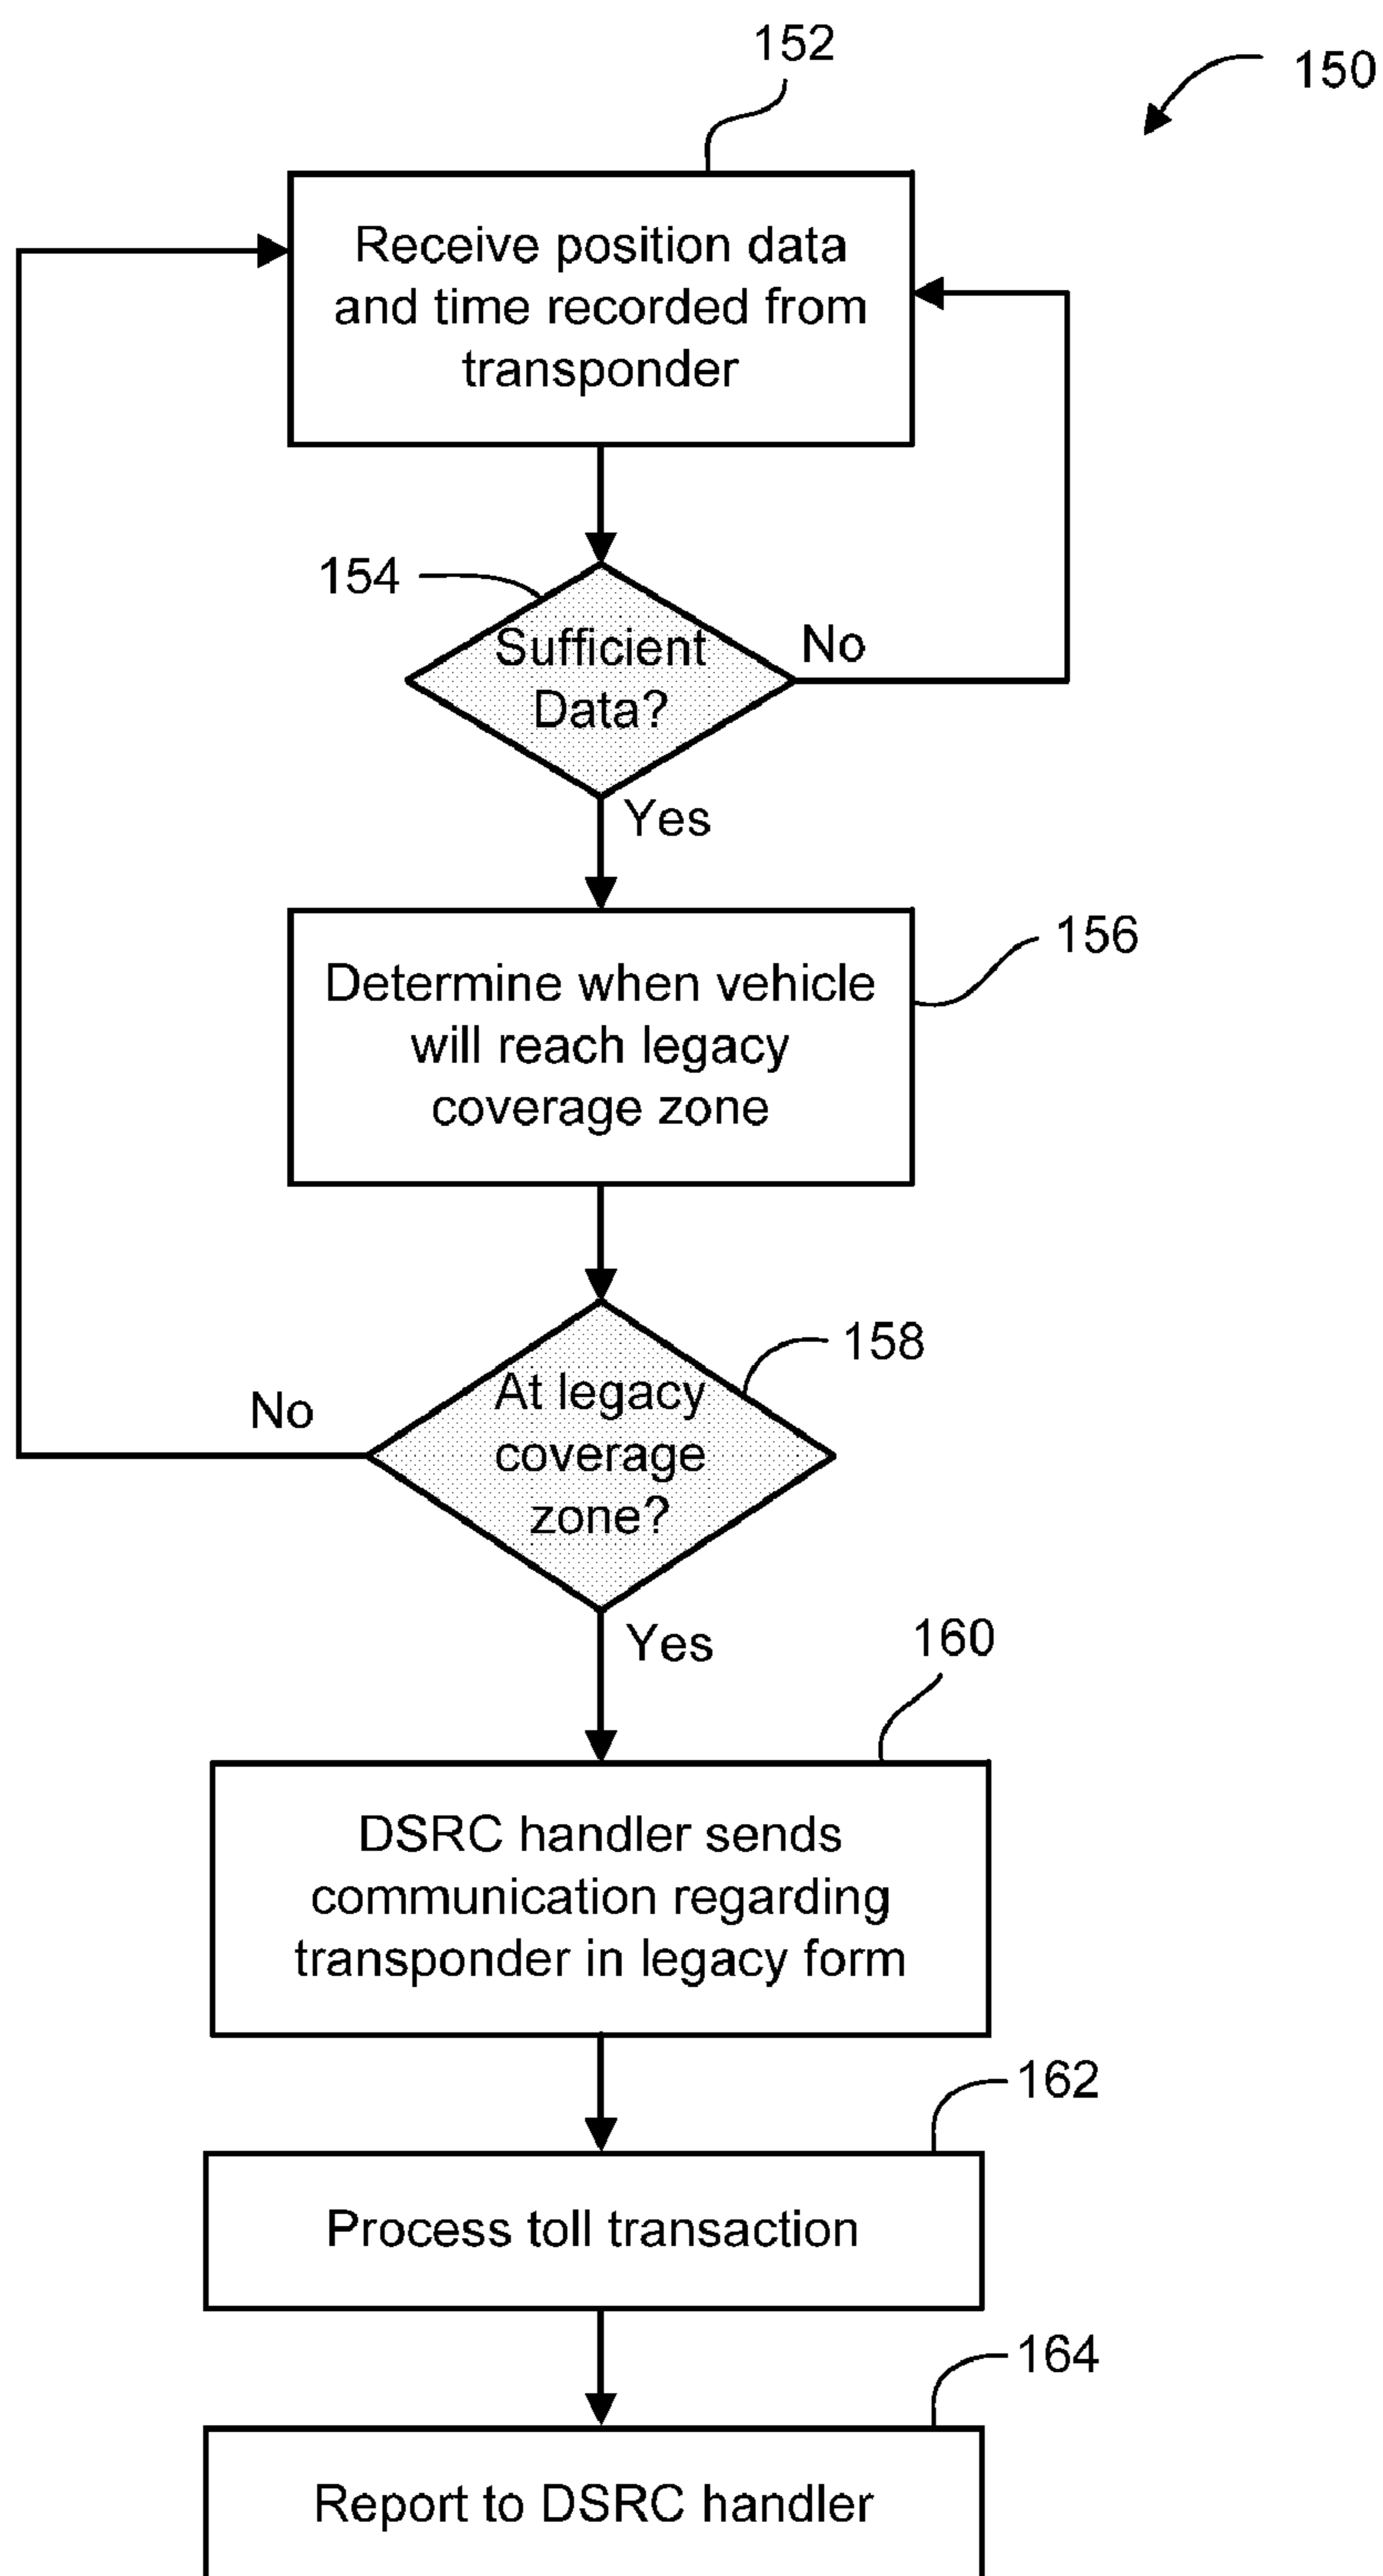 152
150
Receive position data
and time recorded from
transponder
154
Sufficient
Data?
No
Yes
156
Determine when vehicle
will reach legacy
coverage zone
158
At legacy
coverage
zone?
No
Yes
160
DSRC handler sends
communication regarding
transponder in legacy form
162
Process toll transaction
164
Report to DSRC handler